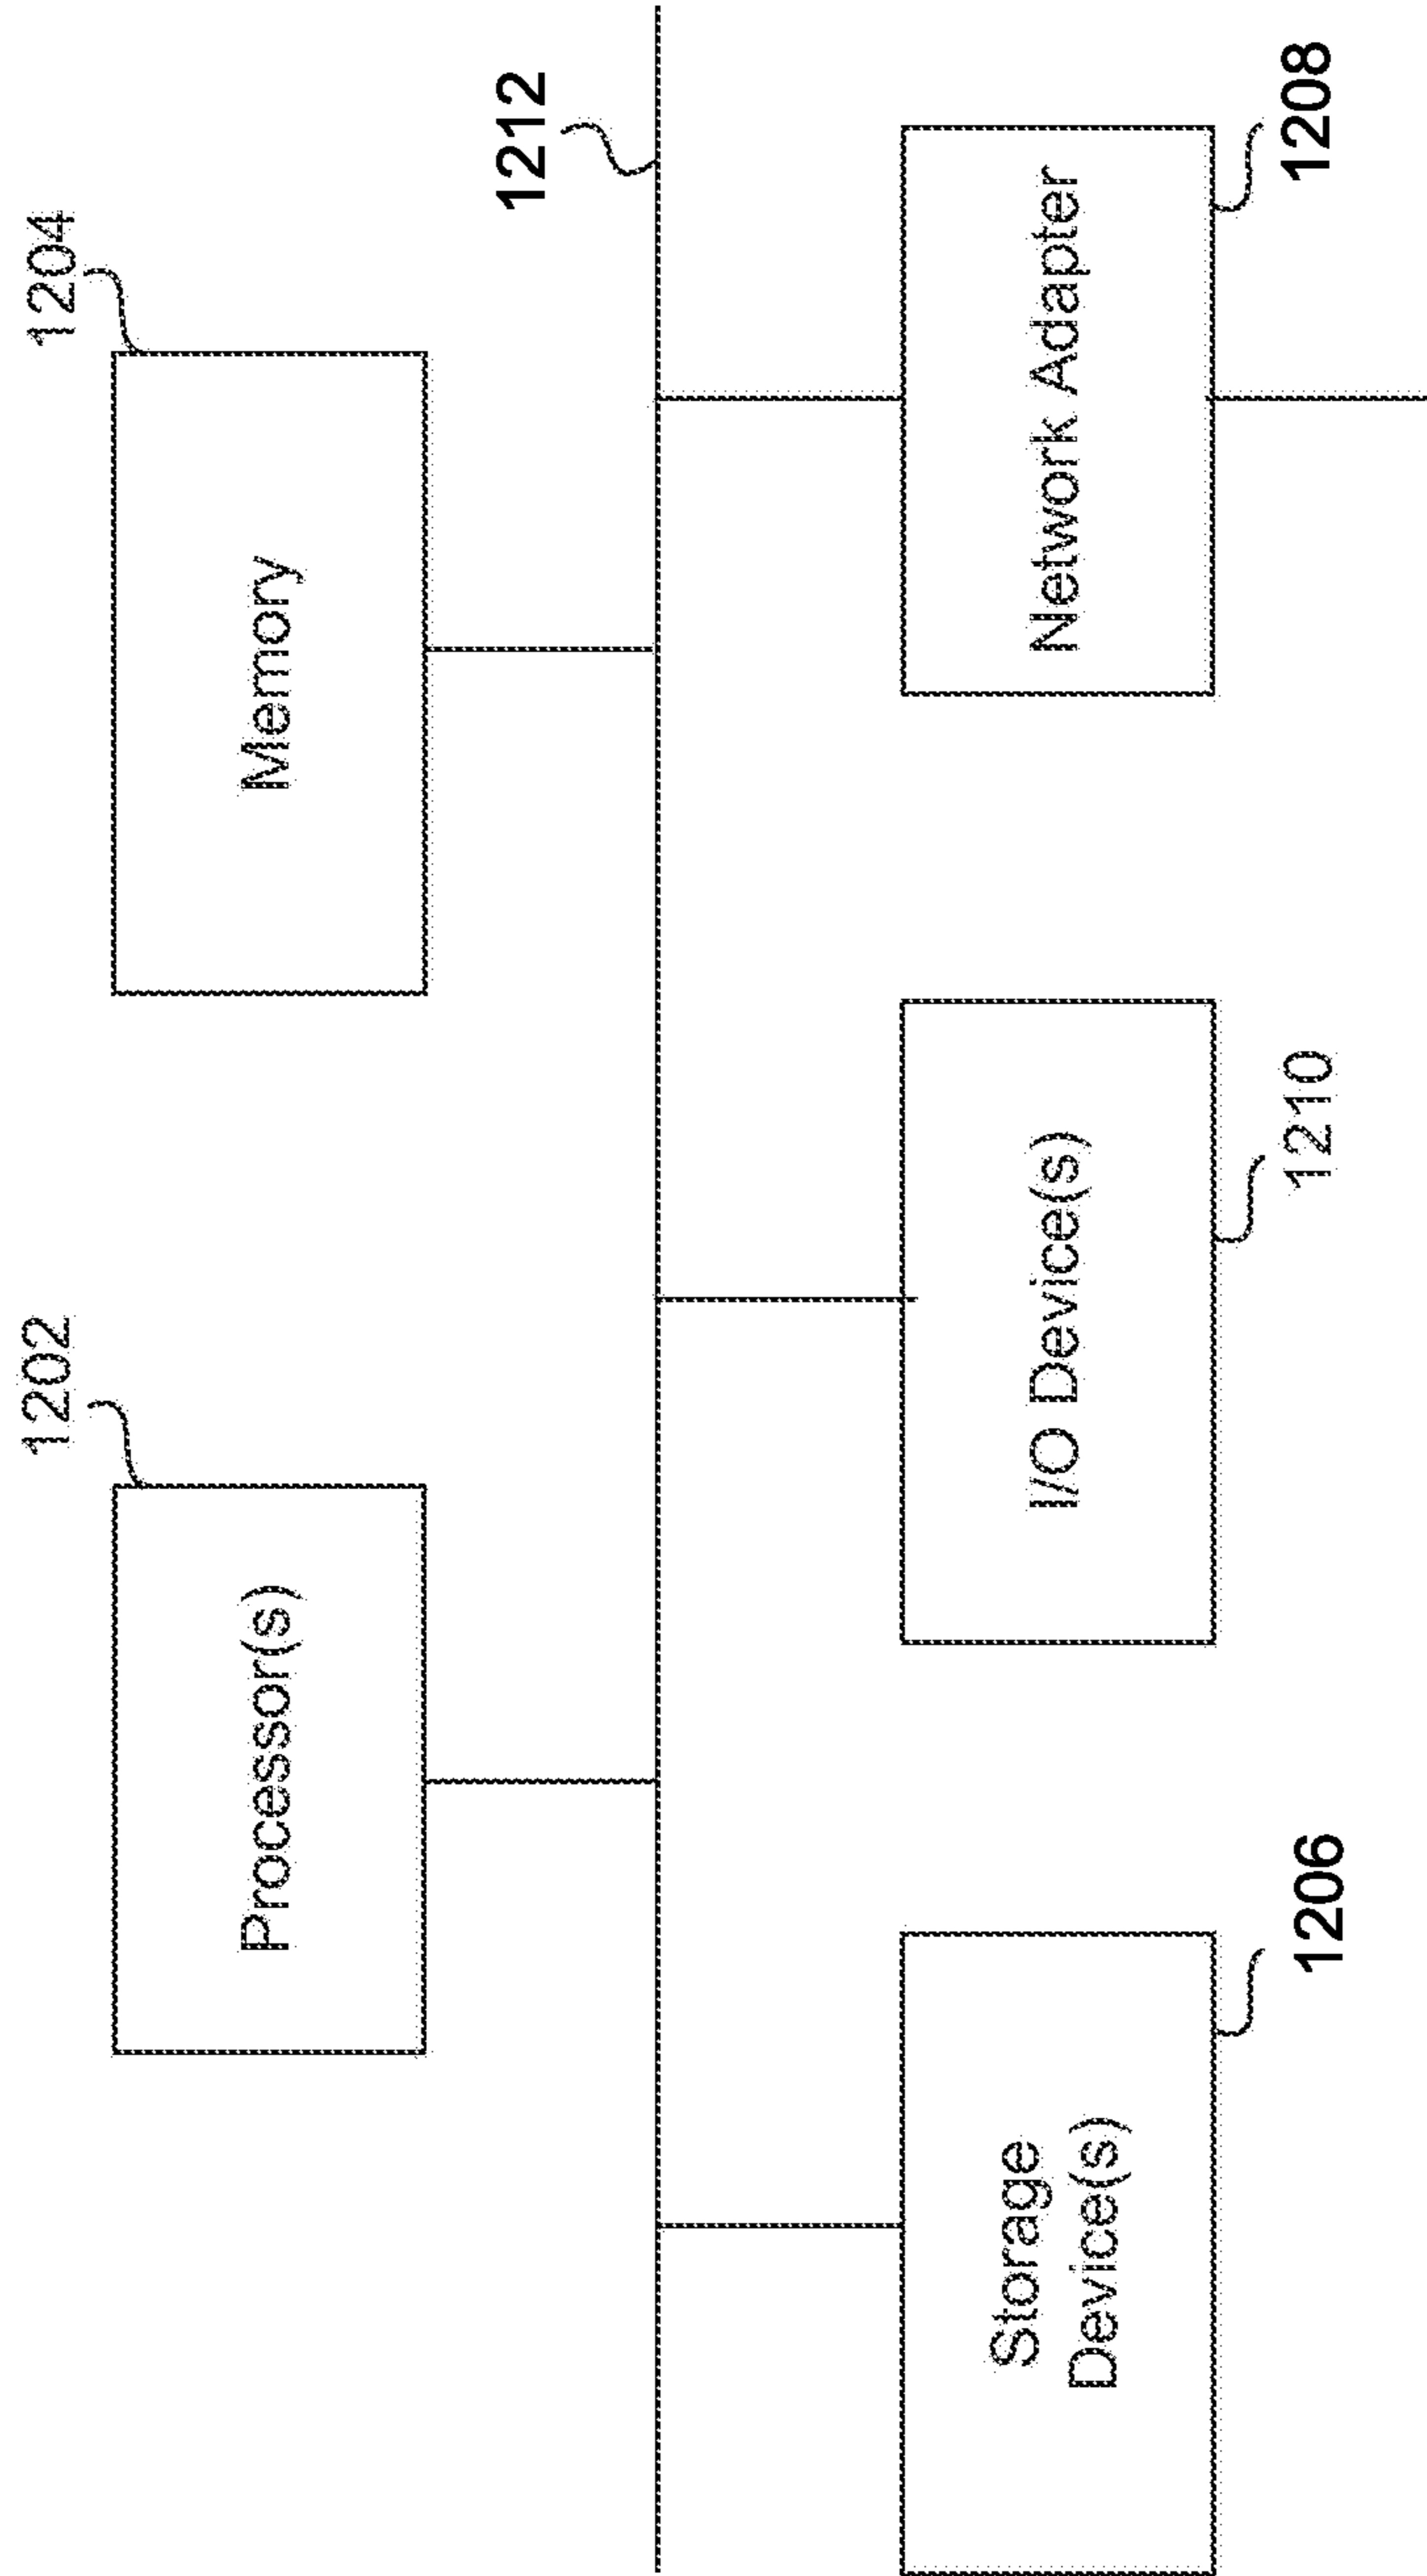 1202
1204
Processor(s)
Memory
1212
Storage
Device(s)
I/O Device(s)
Network Adapter
1206
1210
1208